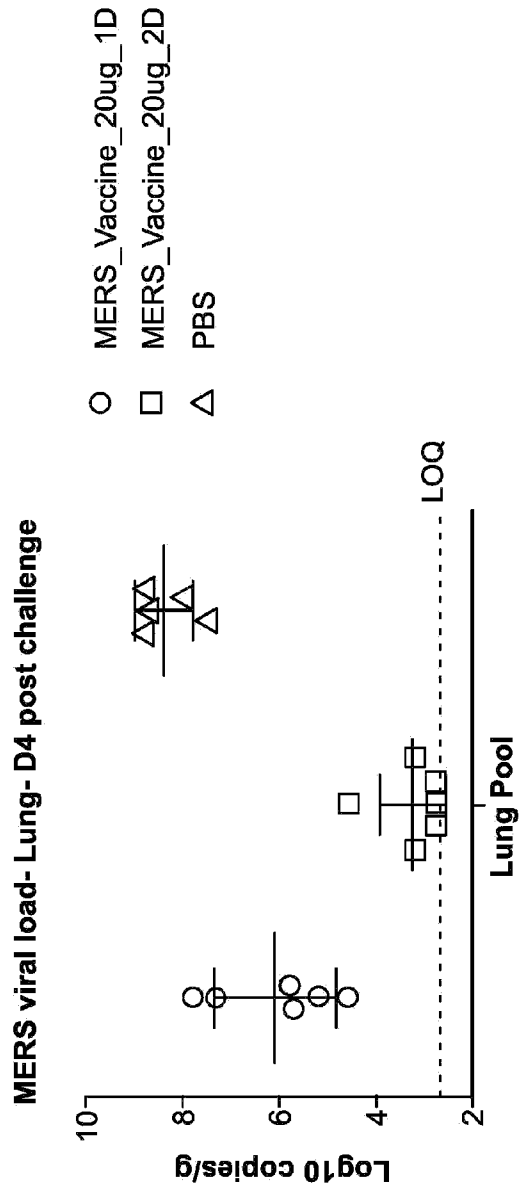 MERS viral load- Lung- D4 post challenge
MERS_Vaccine_20ug_1D
MERS_Vaccine_20ug_2D
PBS
10
8
6
4
2
Log10 copies/g
LOQ
Lung Pool